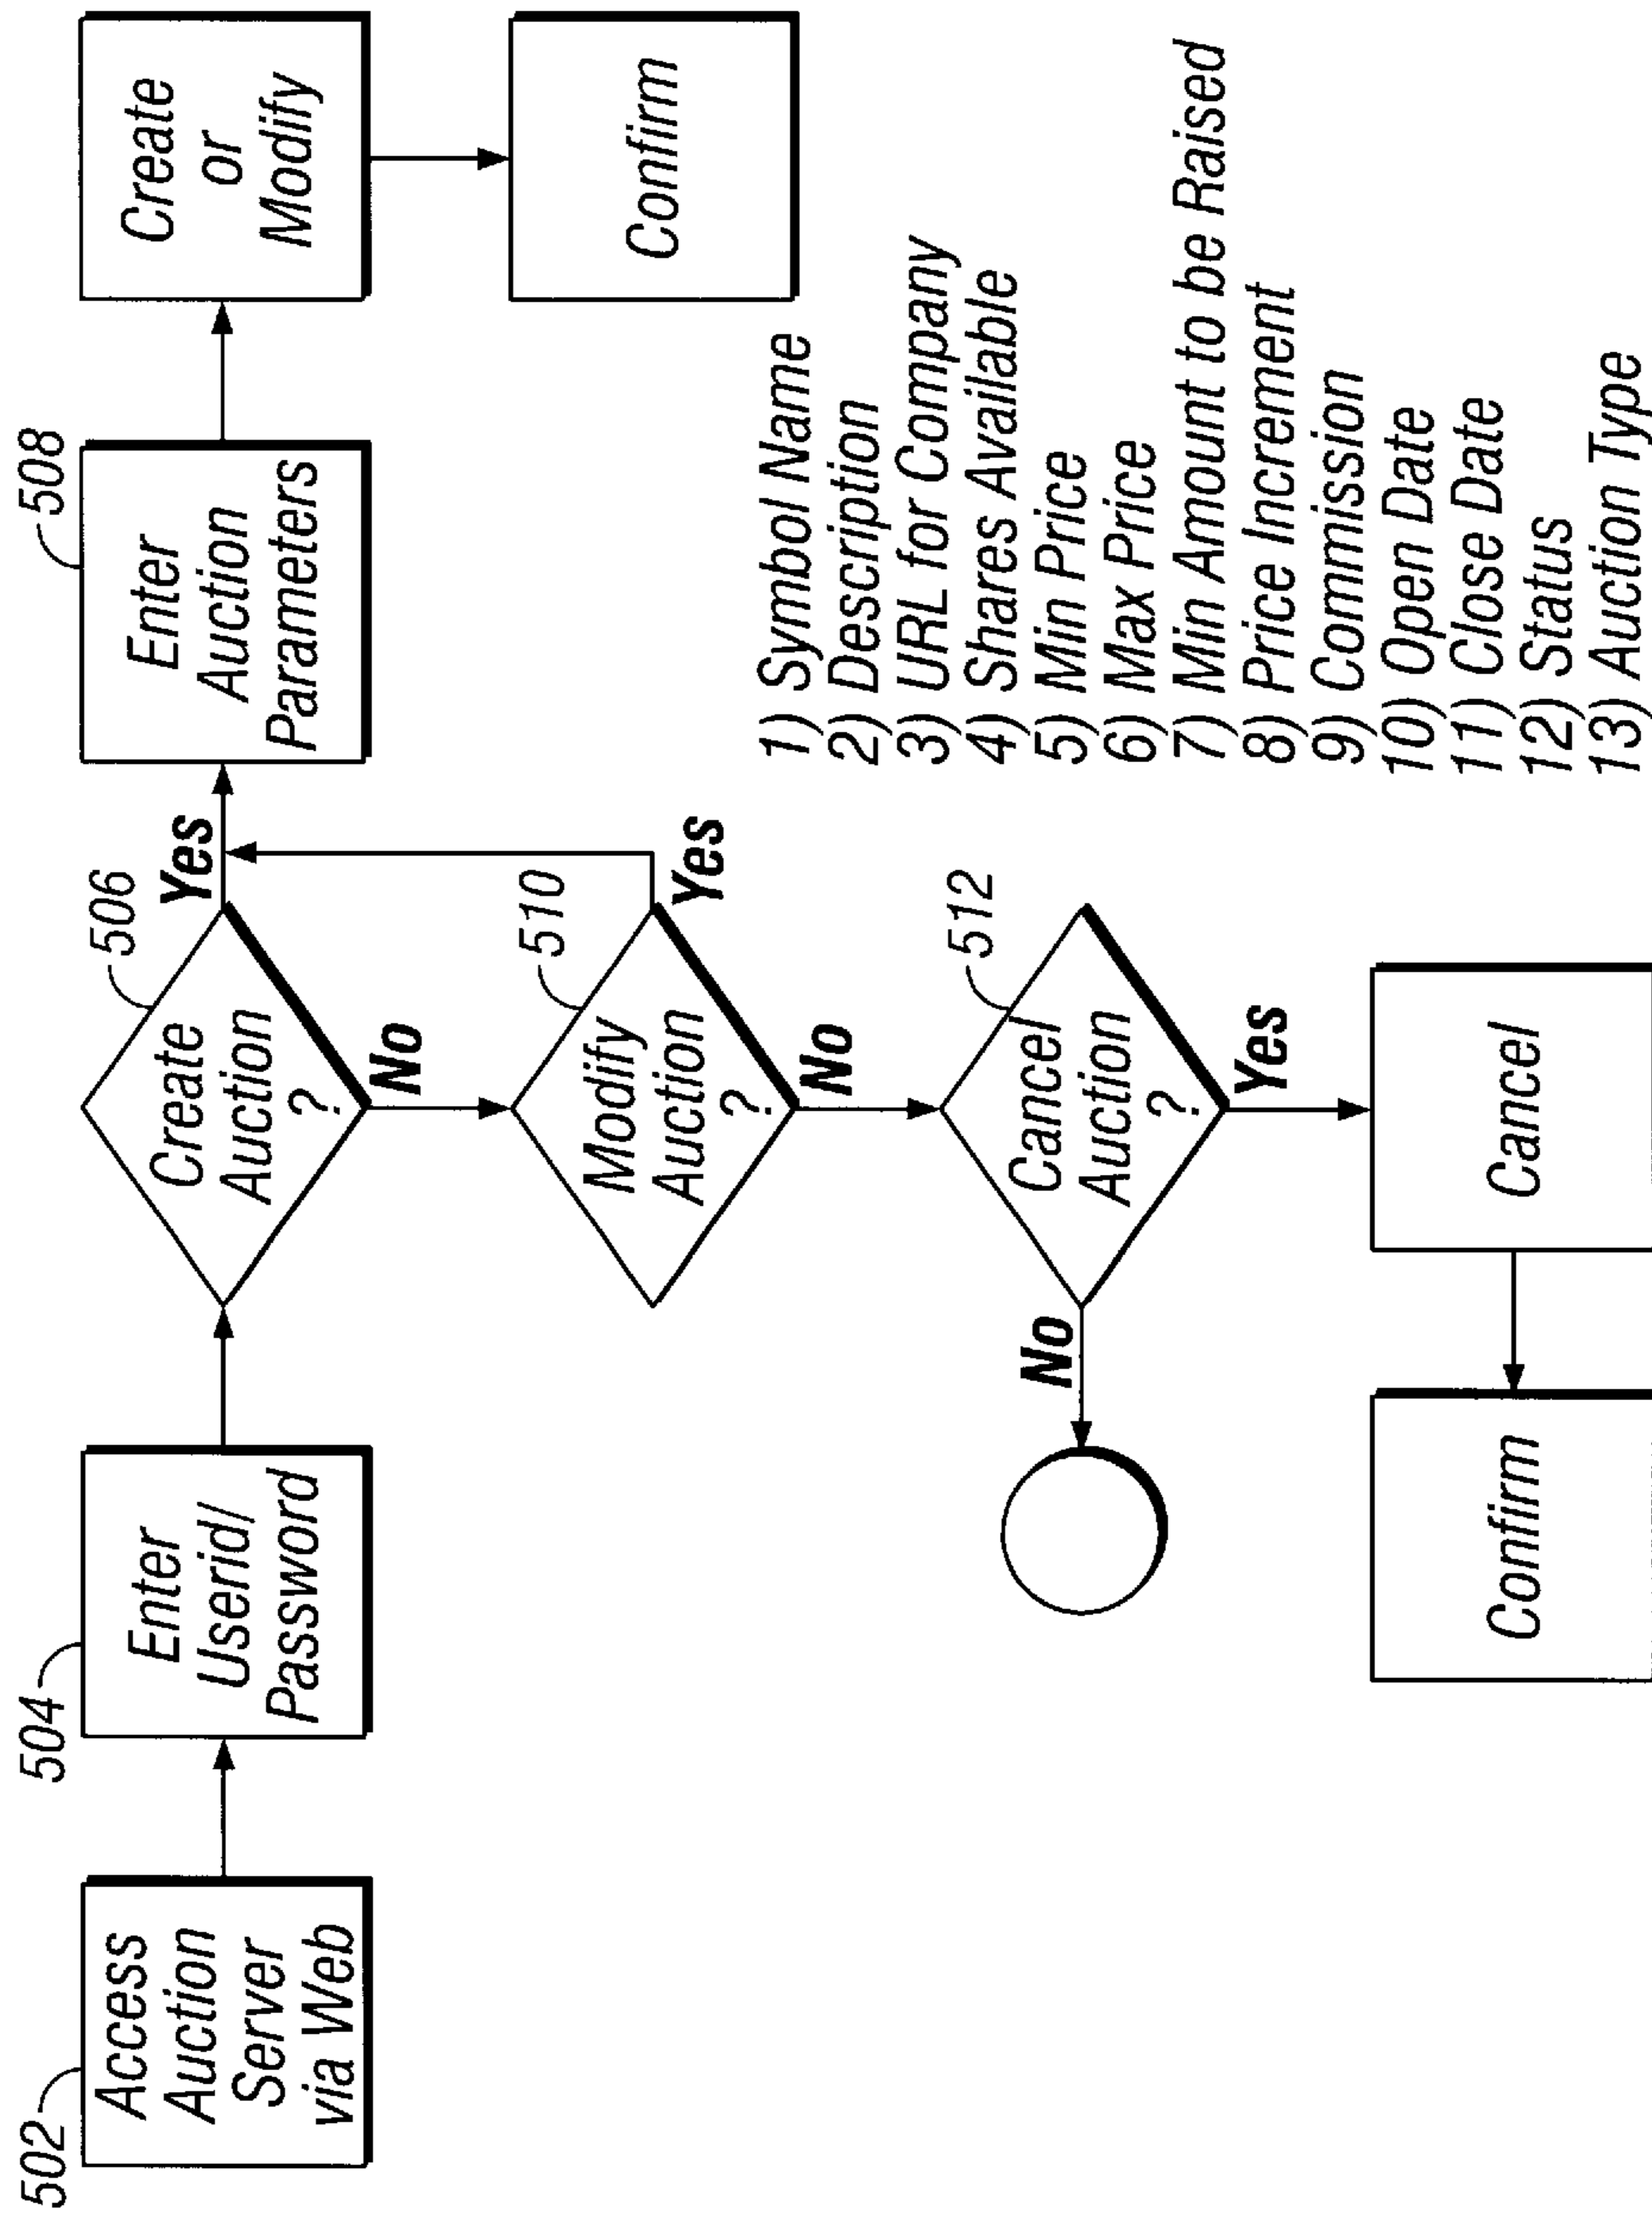 502
Access
Auction
Server
via Web
504
Enter
Userid/
Password
506
Create
Auction
?
Yes
No
508
Enter
Auction
Parameters
Create
or
Modify
Confirm
510
Modify
Auction
?
Yes
No
512
Cancel
Auction
?
No
Yes
Cancel
Confirm
1) Symbol Name
2) Description
3) URL for Company
4) Shares Available
5) Min Price
6) Max Price
7) Min Amount to be Raised
8) Price Increment
9) Commission
10) Open Date
11) Close Date
12) Status
13) Auction Type